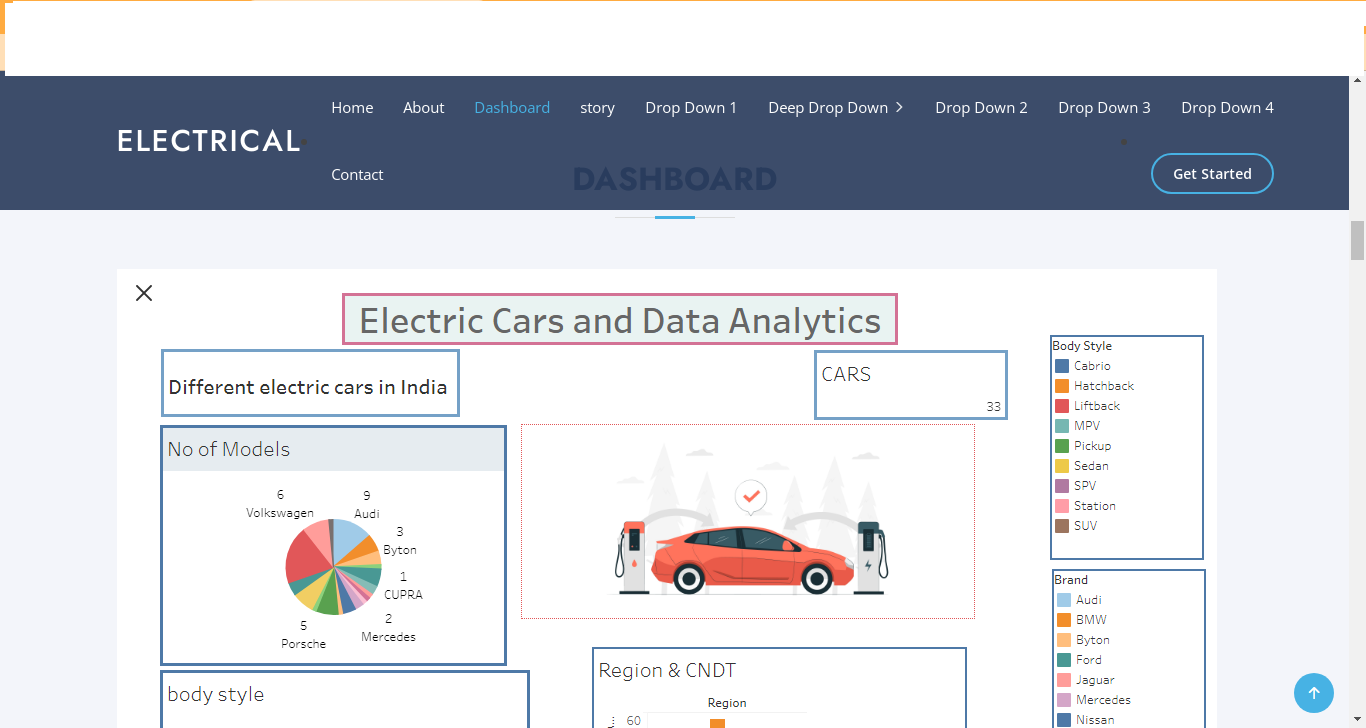 Home About Dashboard story Drop Down 1 Deep Drop Down Drop Down 2 Drop Down 3 Drop Down 4
ELECTRICAL
Contact
DASHBOARD
Get Started
Electric Cars and Data Analytics
Different electric cars in India
CARS
33
No of Models
6
Volkswagen
9
Audi
3
Byton
1
CUPRA
2
Mercedes
5
Porsche
body style
Region & CNDT
Region
60
Body Style
Cabrio
Hatchback
Liftback
MPV
Pickup
Sedan
SPV
Station
SUV
Brand
Audi
BMW
Byton
Ford
Jaguar
Mercedes
Nissan